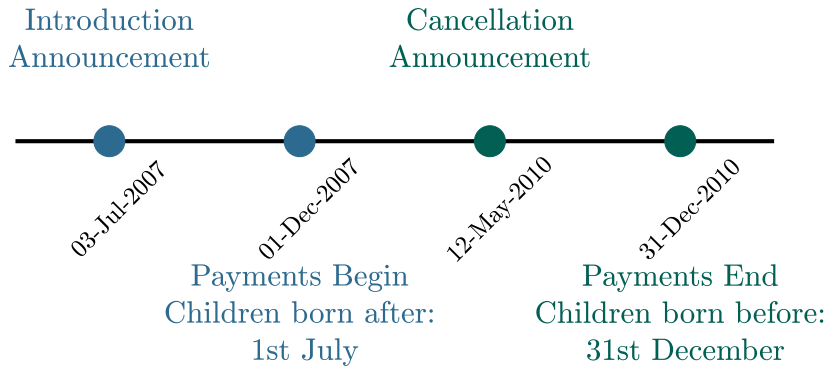 Introduction
Announcement
Cancellation
Announcement
03-Jul-2007
01-Dec-2007
12-May-2010
31-Dec-2010
Payments Begin
Children born after:
1st July
Payments End
Children born before:
31st December